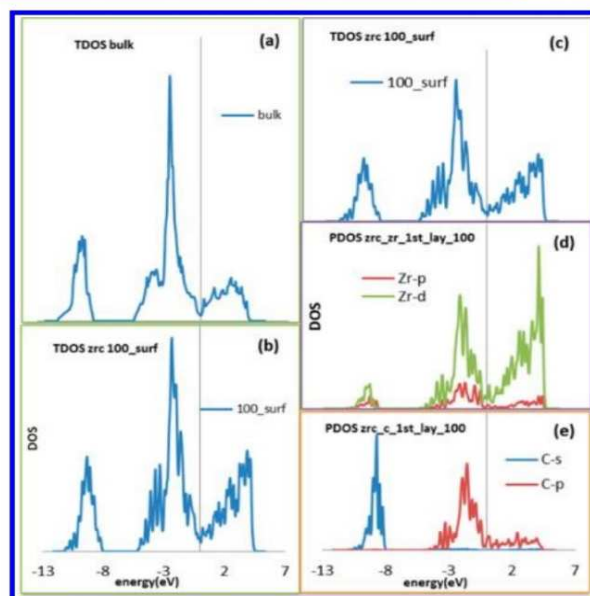 TDOS bulk
(a)
bulk
TDOS zrc 100_surf
(b)
100_surf
DOS
-13 -8 -3 2 7
energy(eV)
TDOS zrc 100_surf
(c)
100_surf
PDOS zrc_zr_1st_lay_100
(d)
Zr-p
Zr-d
DOS
PDOS zrc_c_1st_lay_100
(e)
C-s
C-p
-13 -8 -3 2 7
energy(eV)